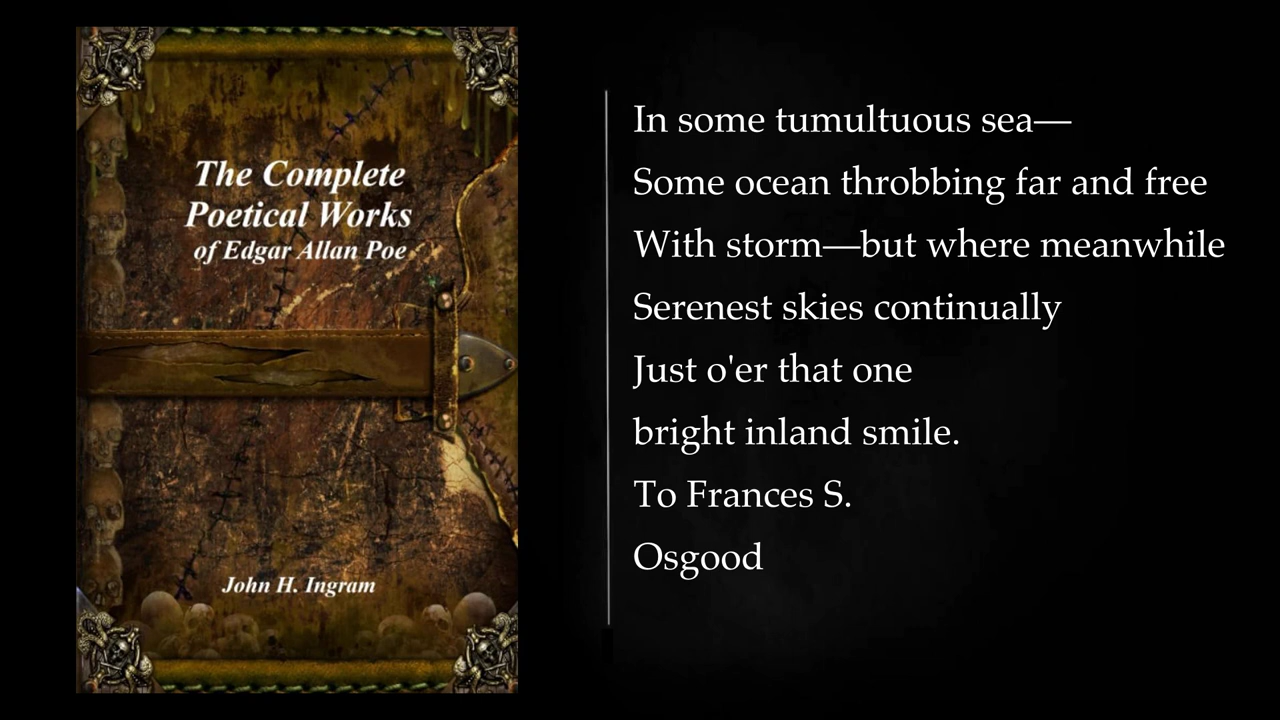 The Complete
Poetical Works
of Edgar Allan Poe
John H. Ingram
In some tumultuous sea—
Some ocean throbbing far and free
With storm—but where meanwhile
Serenest skies continually
Just o'er that one
bright inland smile.
To Frances S.
Osgood